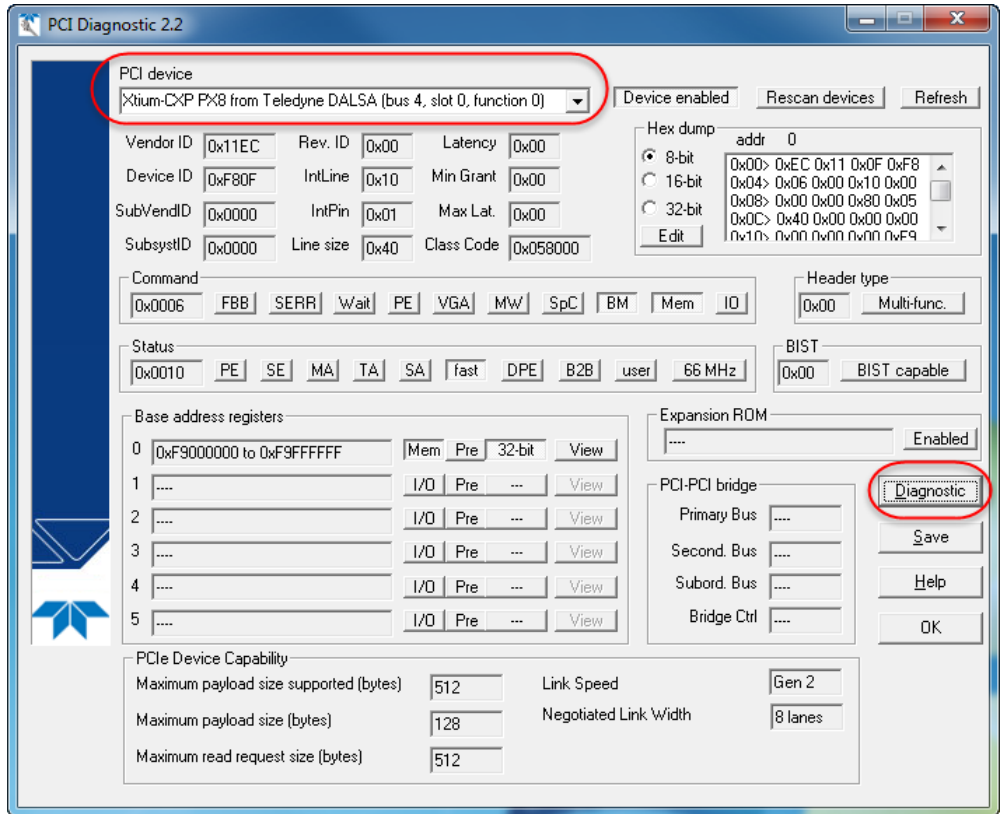 PCI Diagnostic 2.2
PCI device
Xtium-CXP PX8 from Teledyne DALSA (bus 4, slot 0, function 0)
Device enabled
Rescan devices
Refresh
Vendor ID 0x11EC Rev. ID 0x00 Latency 0x00
Device ID 0xF80F IntLine 0x10 Min Grant 0x00
SubVendID 0x0000 IntPin 0x01 Max Lat. 0x00
SubsystID 0x0000 Line size 0x40 Class Code 0x058000
Hex dump addr 0
8-bit
16-bit
32-bit
Edit
0x00> 0xEC 0x11 0x0F 0xF8
0x04> 0x06 0x00 0x10 0x00
0x08> 0x00 0x00 0x80 0x05
0x0C> 0x40 0x00 0x00 0x00
0x10> 0x00 0x00 0x00 0xF9
Command
0x0006 FBB SERR Wait PE VGA MW SpC BM Mem IO
Header type
0x00 Multi-func.
Status
0x0010 PE SE MA TA SA fast DPE B2B user 66 MHz
BIST
0x00 BIST capable
Base address registers
0 0xF9000000 to 0xF9FFFFFF Mem Pre 32-bit View
1 ---- I/O Pre --- View
2 ---- I/O Pre --- View
3 ---- I/O Pre --- View
4 ---- I/O Pre --- View
5 ---- I/O Pre --- View
Expansion ROM
---- Enabled
PCI-PCI bridge
Primary Bus ----
Second. Bus ----
Subord. Bus ----
Bridge Ctrl ----
Diagnostic
Save
Help
OK
PCIe Device Capability
Maximum payload size supported (bytes) 512 Link Speed Gen 2
Maximum payload size (bytes) 128 Negotiated Link Width 8 lanes
Maximum read request size (bytes) 512